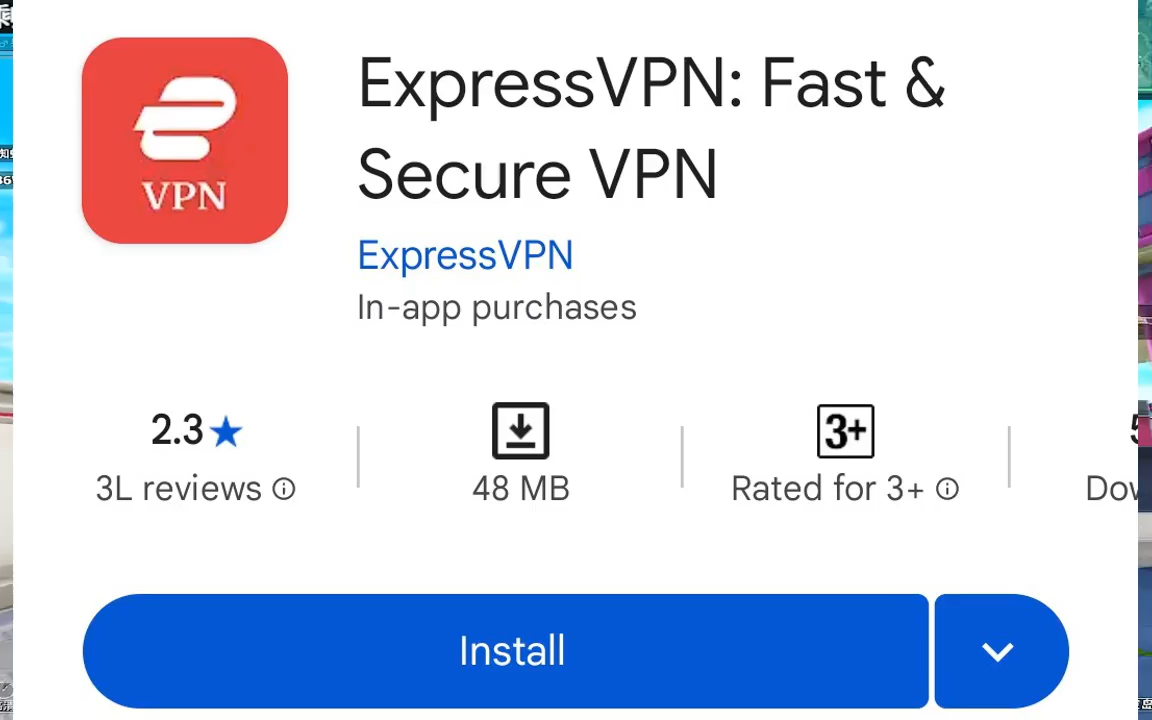 VPN
ExpressVPN: Fast &
Secure VPN
ExpressVPN
In-app purchases
2.3★
3L reviews
48 MB
3+
Rated for 3+
Install